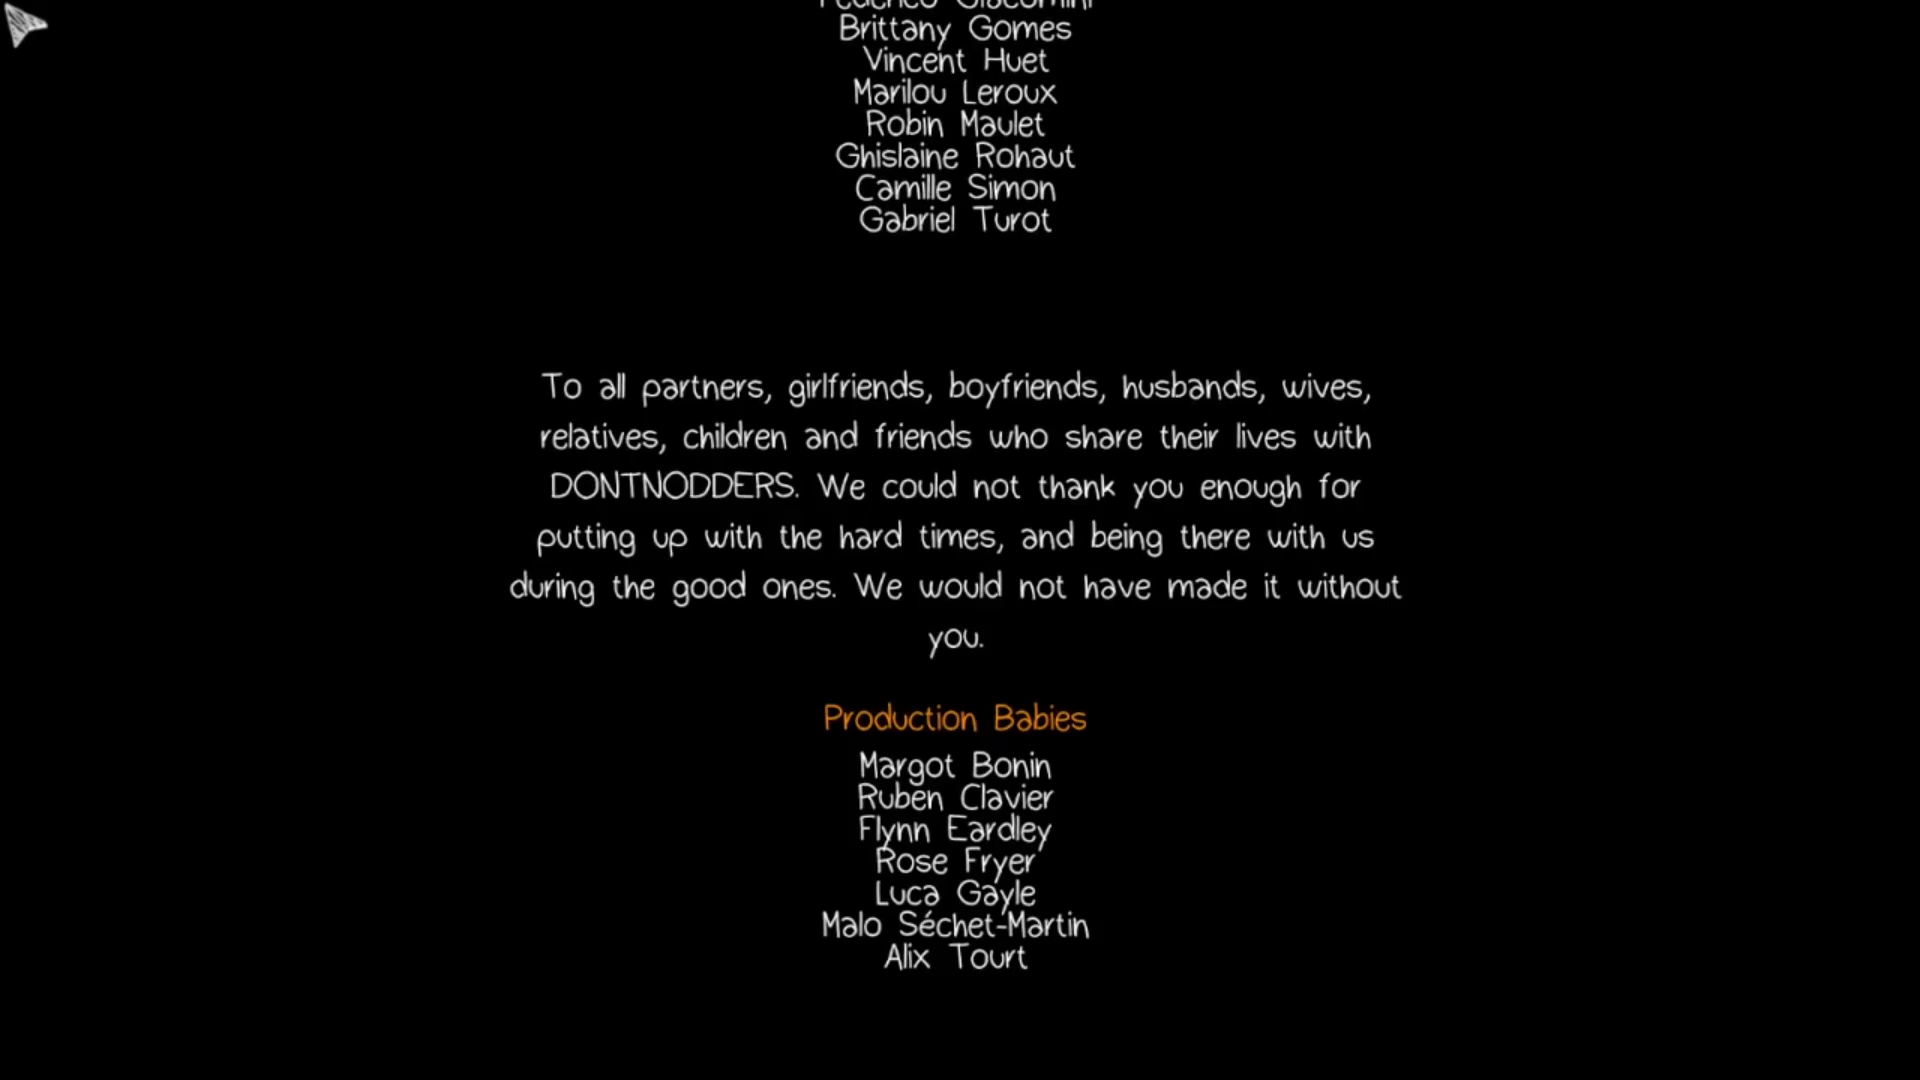 Federico Giacomini
Brittany Gomes
Vincent Huet
Marilou Leroux
Robin Maulet
Ghislaine Rohaut
Camille Simon
Gabriel Turot
To all partners, girlfriends, boyfriends, husbands, wives,
relatives, children and friends who share their lives with
DONTNODDERS. We could not thank you enough for
putting up with the hard times, and being there with us
during the good ones. We would not have made it without
you.
Production Babies
Margot Bonin
Ruben Clavier
Flynn Eardley
Rose Fryer
Luca Gayle
Malo Séchet-Martin
Alix Tourt